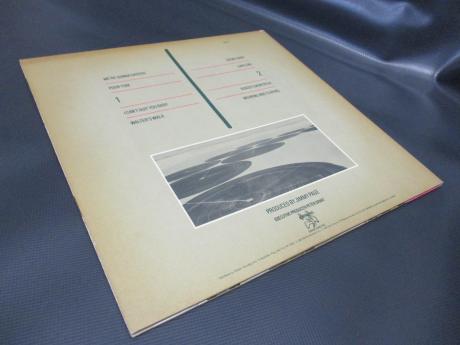 WE'RE GONNA GROOVE
POOR TOM
1
I CAN'T QUIT YOU BABY
WALTER'S WALK
OZONE BABY
DARLENE
2
BONZO'S MONTREUX
WEARING AND TEARING
PRODUCED BY JIMMY PAGE
EXECUTIVE PRODUCER PETER GRANT